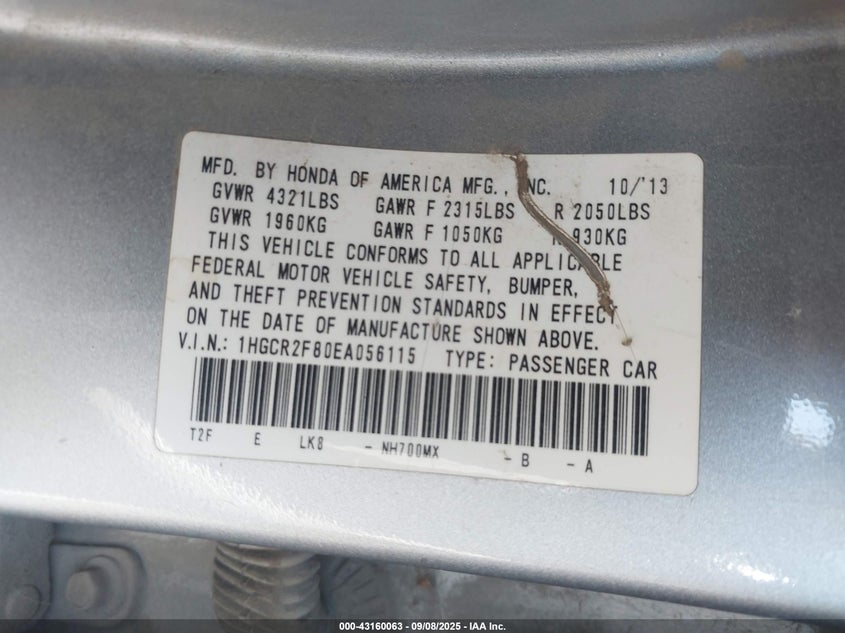 MFD. BY HONDA OF AMERICA MFG., INC. 10/'13
GVWR 4321LBS GAWR F 2315LBS R 2050LBS
GVWR 1960KG GAWR F 1050KG R 930KG
THIS VEHICLE CONFORMS TO ALL APPLICABLE
FEDERAL MOTOR VEHICLE SAFETY, BUMPER,
AND THEFT PREVENTION STANDARDS IN EFFECT
ON THE DATE OF MANUFACTURE SHOWN ABOVE.
V.I.N.: 1HGCR2F80EA056115 TYPE: PASSENGER CAR
T2F E LK8 - NH700MX - B - A
000-43160063 - 09/08/2025 - IAA Inc.